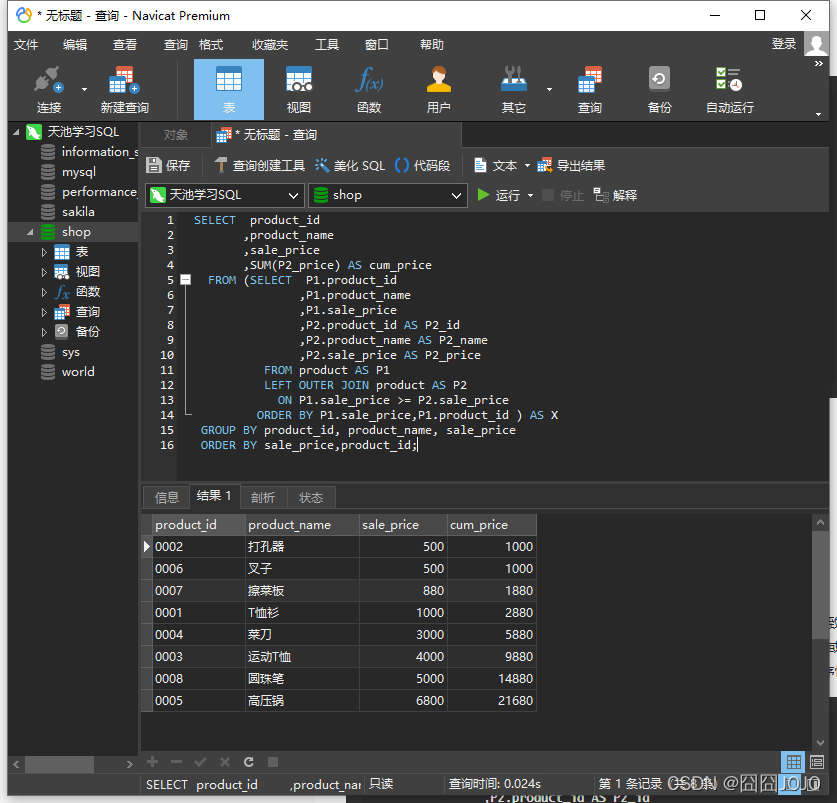 * 无标题 - 查询 - Navicat Premium
文件 编辑 查看 查询 格式 收藏夹 工具 窗口 帮助 登录
连接 新建查询 表 视图 函数 用户 其它 查询 备份 自动运行
天池学习SQL
information_s
mysql
performance_
sakila
shop
表
视图
函数
查询
备份
sys
world
对象 * 无标题 - 查询
保存 查询创建工具 美化 SQL 代码段 文本 导出结果
天池学习SQL shop 运行 停止 解释
1 SELECT product_id
2 ,product_name
3 ,sale_price
4 ,SUM(P2_price) AS cum_price
5 FROM (SELECT P1.product_id
6 ,P1.product_name
7 ,P1.sale_price
8 ,P2.product_id AS P2_id
9 ,P2.product_name AS P2_name
10 ,P2.sale_price AS P2_price
11 FROM product AS P1
12 LEFT OUTER JOIN product AS P2
13 ON P1.sale_price >= P2.sale_price
14 ORDER BY P1.sale_price,P1.product_id ) AS X
15 GROUP BY product_id, product_name, sale_price
16 ORDER BY sale_price,product_id;
信息 结果 1 剖析 状态
product_id product_name sale_price cum_price
0002 打孔器 500 1000
0006 叉子 500 1000
0007 擦菜板 880 1880
0001 T恤衫 1000 2880
0004 菜刀 3000 5880
0003 运动T恤 4000 9880
0008 圆珠笔 5000 14880
0005 高压锅 6800 21680
SELECT product_id ,product_nar 只读 查询时间: 0.024s 第 1 条记录 (共 8 条)
CSDN @囧囧JOJO
,P2.product_id AS P2_id